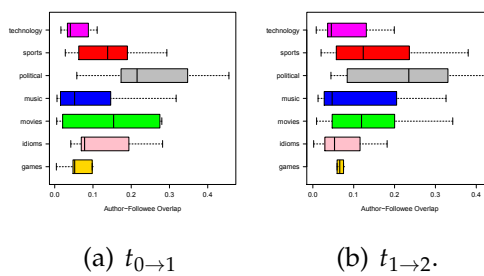 technology
sports
political
music
movies
idioms
games
0.0 0.1 0.2 0.3 0.4
Author−Followee Overlap
(a) t0→1
technology
sports
political
music
movies
idioms
games
0.0 0.1 0.2 0.3 0.4
Author−Followee Overlap
(b) t1→2.